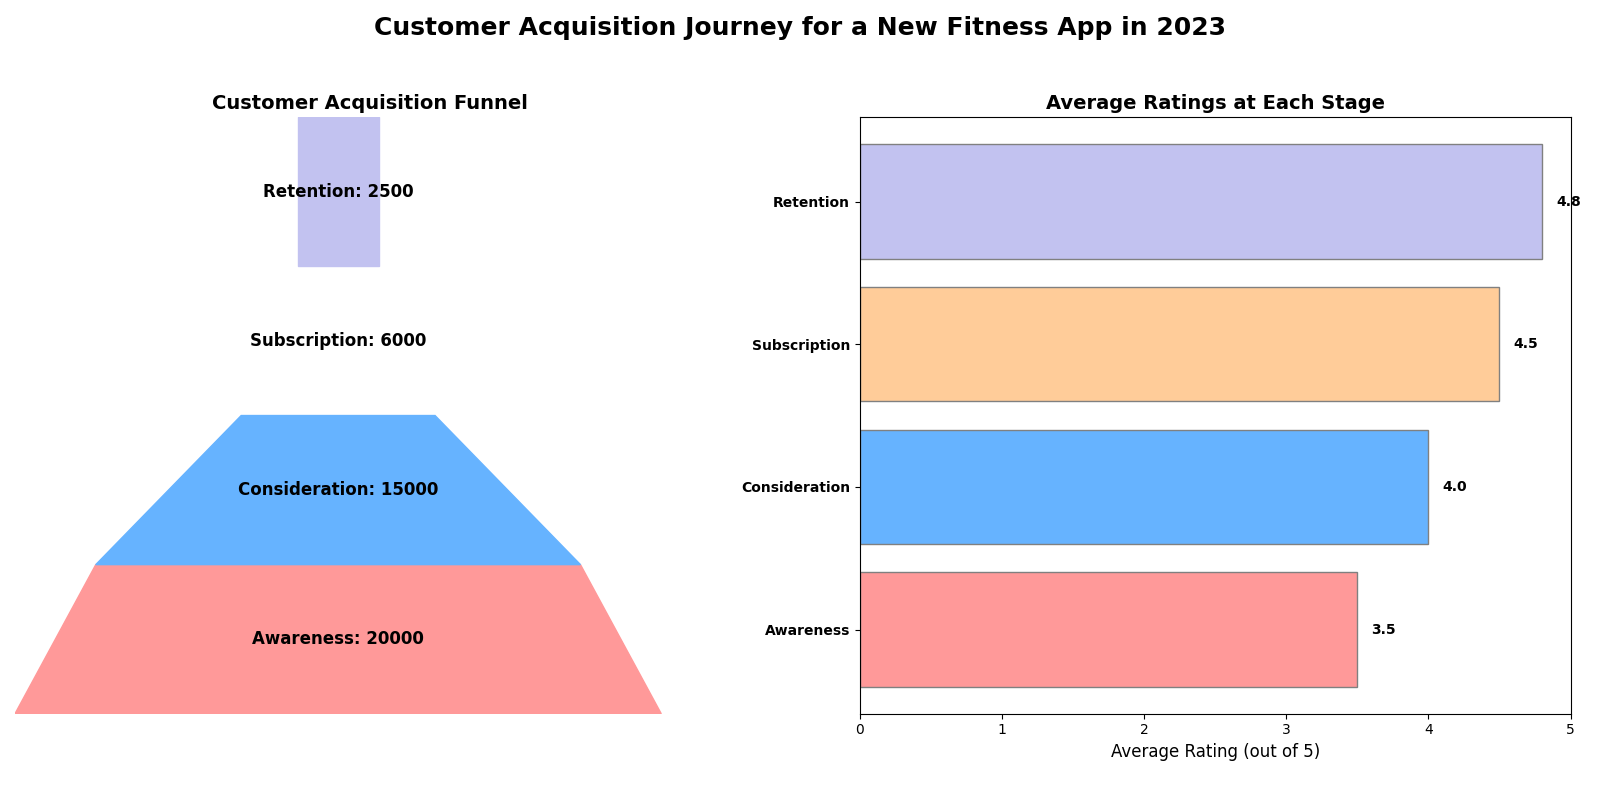 Customer Acquisition Journey for a New Fitness App in 2023
Customer Acquisition Funnel
Retention: 2500
Subscription: 6000
Consideration: 15000
Awareness: 20000
Average Ratings at Each Stage
Retention
4.8
Subscription
4.5
Consideration
4.0
Awareness
3.5
0 1 2 3 4 5
Average Rating (out of 5)